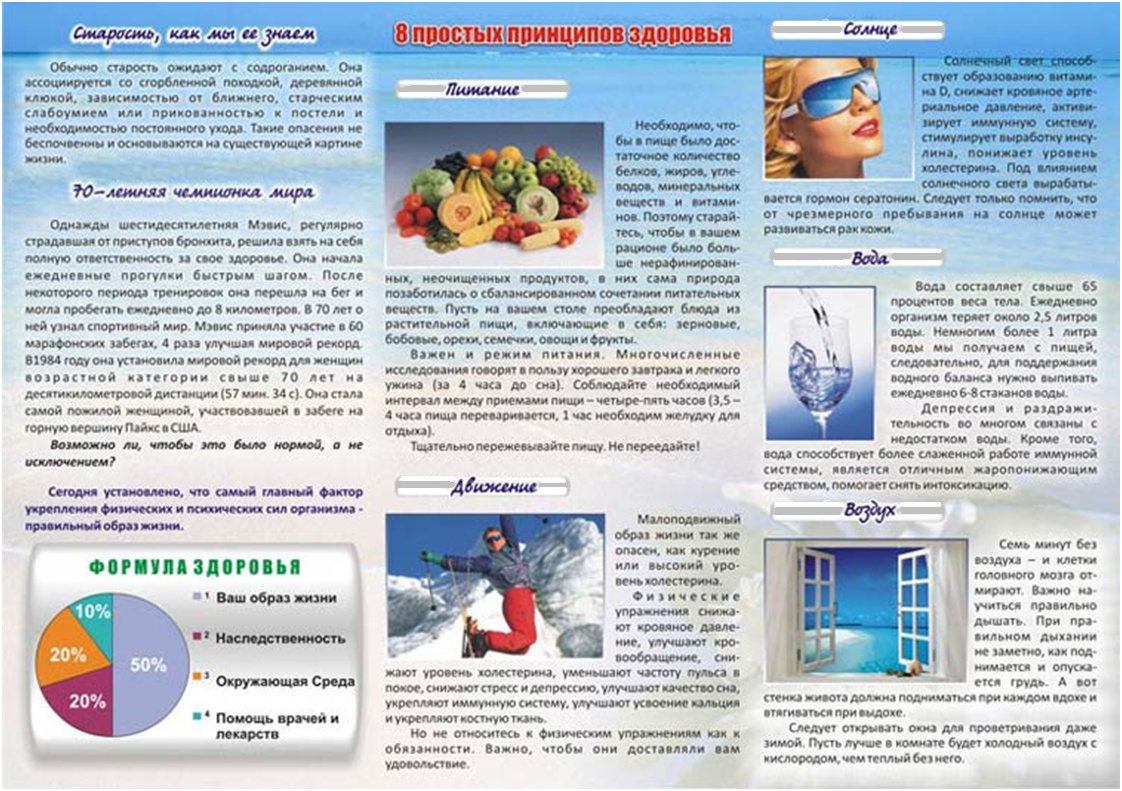 Старость, как мы ее знаем
Обычно старость ожидают с содроганием. Она
ассоциируется со сгорбленной походкой, деревянной
клюкой, зависимостью от ближнего, старческим
слабоумием или прикованностью к постели и
необходимостью постоянного ухода. Такие опасения не
беспочвенны и основываются на существующей картине
жизни.
70-летняя чемпионка мира
Однажды шестидесятилетняя Мэвис, регулярно
страдавшая от приступов бронхита, решила взять на себя
полную ответственность за свое здоровье. Она начала
ежедневные прогулки быстрым шагом. После
некоторого периода тренировок она перешла на бег и
могла пробегать ежедневно до 8 километров. В 70 лет о
ней узнал спортивный мир. Мэвис приняла участие в 60
марафонских забегах, 4 раза улучшая мировой рекорд.
В1984 году она установила мировой рекорд для женщин
возрастной категории свыше 70 лет на
десятикилометровой дистанции (57 мин. 34 с). Она стала
самой пожилой женщиной, участвовавшей в забеге на
горную вершину Пайкс в США.
Возможно ли, чтобы это было нормой, а не
исключением?
Сегодня установлено, что самый главный фактор
укрепления физических и психических сил организма -
правильный образ жизни.
ФОРМУЛА ЗДОРОВЬЯ
10%
20%
20%
50%
1 Ваш образ жизни
2 Наследственность
3 Окружающая Среда
4 Помощь врачей и
лекарств
8 простых принципов здоровья
Питание
Необходимо, что-
бы в пище было дос-
таточное количество
белков, жиров, угле-
водов, минеральных
веществ и витами-
нов. Поэтому старай-
тесь, чтобы в вашем
рационе было боль-
ше нерафинирован-
ных, неочищенных продуктов, в них сама природа
позаботилась о сбалансированном сочетании питательных
веществ. Пусть на вашем столе преобладают блюда из
растительной пищи, включающие в себя: зерновые,
бобовые, орехи, семечки, овощи и фрукты.
Важен и режим питания. Многочисленные
исследования говорят в пользу хорошего завтрака и легкого
ужина (за 4 часа до сна). Соблюдайте необходимый
интервал между приемами пищи – четыре-пять часов (3,5 –
4 часа пища переваривается, 1 час необходим желудку для
отдыха).
Тщательно пережевывайте пищу. Не переедайте!
Движение
Малоподвижный
образ жизни так же
опасен, как курение
или высокий уро-
вень холестерина.
Физические
упражнения снижа-
ют кровяное давле-
ние, улучшают кро-
вообращение, сни-
жают уровень холестерина, уменьшают частоту пульса в
покое, снижают стресс и депрессию, улучшают качество сна,
укрепляют иммунную систему, улучшают усвоение кальция
и укрепляют костную ткань.
Но не относитесь к физическим упражнениям как к
обязанности. Важно, чтобы они доставляли вам
удовольствие.
Солнце
Солнечный свет способ-
ствует образованию витами-
на D, снижает кровяное арте-
риальное давление, активи-
зирует иммунную систему,
стимулирует выработку инсу-
лина, понижает уровень
холестерина. Под влиянием
солнечного света вырабаты-
вается гормон сератонин. Следует только помнить, что
от чрезмерного пребывания на солнце может
развиваться рак кожи.
Вода
Вода составляет свыше 65
процентов веса тела. Ежедневно
организм теряет около 2,5 литров
воды. Немногим более 1 литра
воды мы получаем с пищей,
следовательно, для поддержания
водного баланса нужно выпивать
ежедневно 6-8 стаканов воды.
Депрессия и раздражи-
тельность во многом связаны с
недостатком воды. Кроме того,
вода способствует более слаженной работе иммунной
системы, является отличным жаропонижающим
средством, помогает снять интоксикацию.
Воздух
Семь минут без
воздуха – и клетки
головного мозга от-
мирают. Важно на-
учиться правильно
дышать. При пра-
вильном дыхании
не заметно, как под-
нимается и опуска-
ется грудь. А вот
стенка живота должна подниматься при каждом вдохе и
втягиваться при выдохе.
Следует открывать окна для проветривания даже
зимой. Пусть лучше в комнате будет холодный воздух с
кислородом, чем теплый без него.